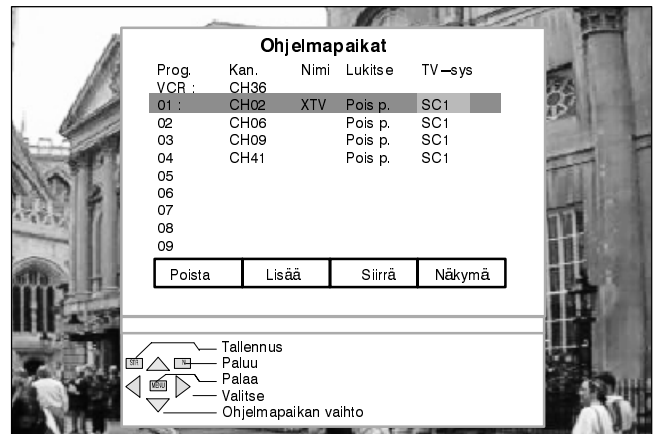 Ohjelmapaikat
Prog. Kan. Nimi Lukitse TV–sys
VCR : CH36
01 : CH02 XTV Pois p. SC1
02 CH06 Pois p. SC1
03 CH09 Pois p. SC1
04 CH41 Pois p. SC1
05
06
07
08
09
Poista Lisää Siirrä Näkymä
Tallennus
STR N Paluu
MENU Palaa
Valitse
Ohjelmapaikan vaihto